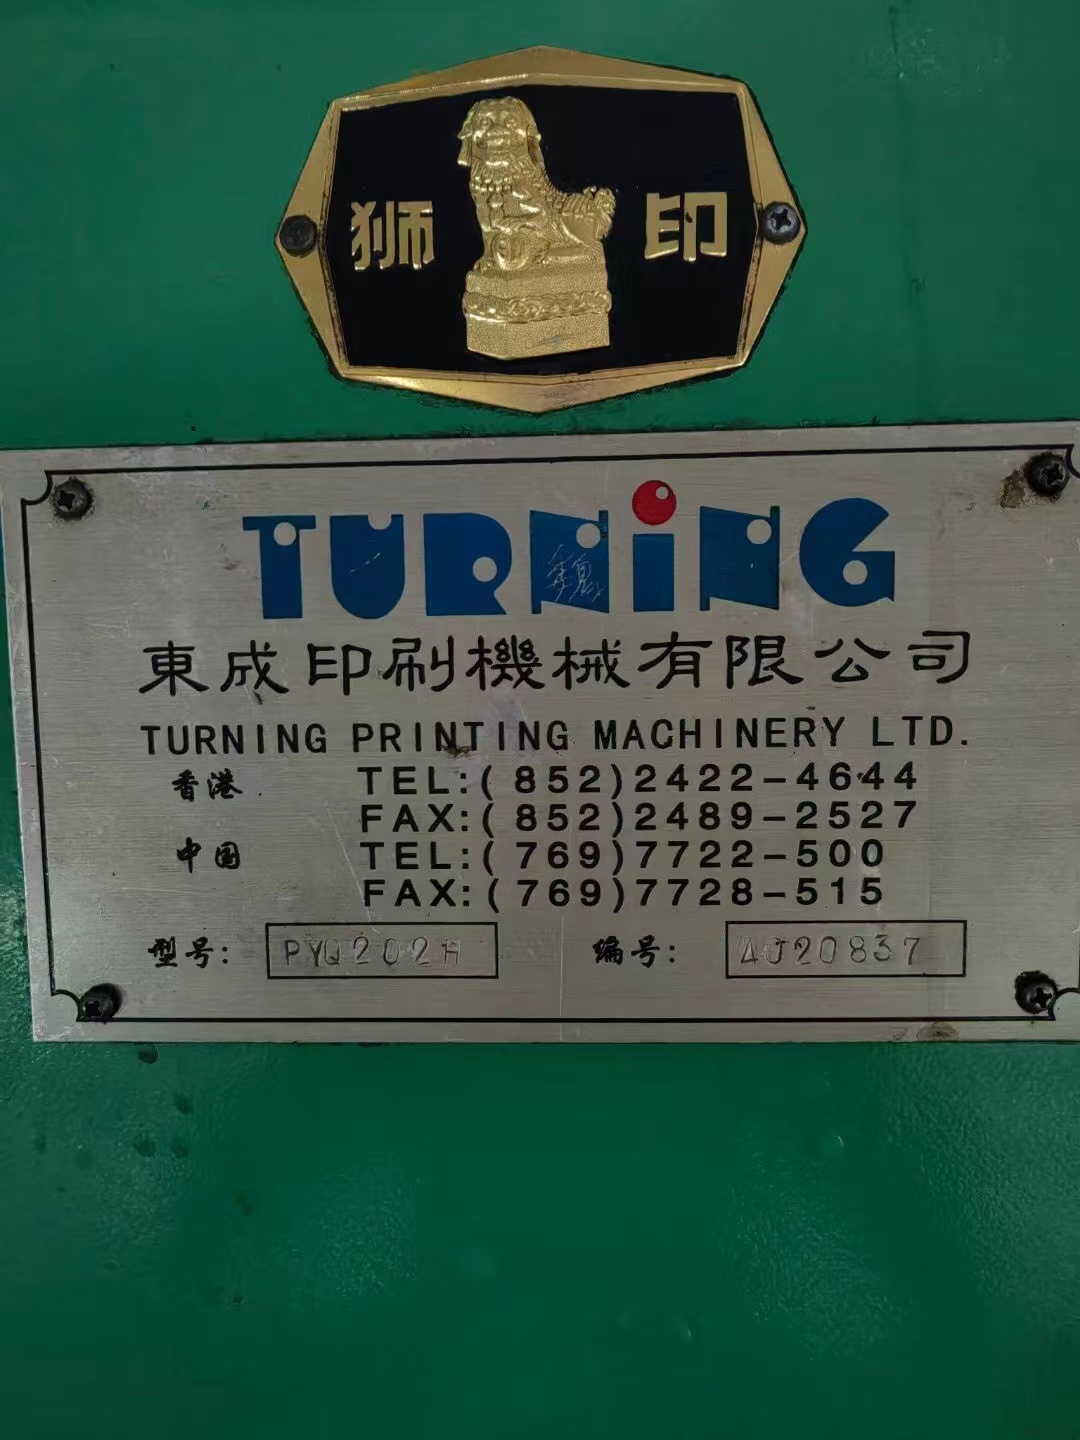 狮 印
TURNING
魏
東成印刷機械有限公司
TURNING PRINTING MACHINERY LTD.
香港 TEL:(852)2422-4644
FAX:(852)2489-2527
中国 TEL:(769)7722-500
FAX:(769)7728-515
型号: PYQ202H 编号: AJ20837